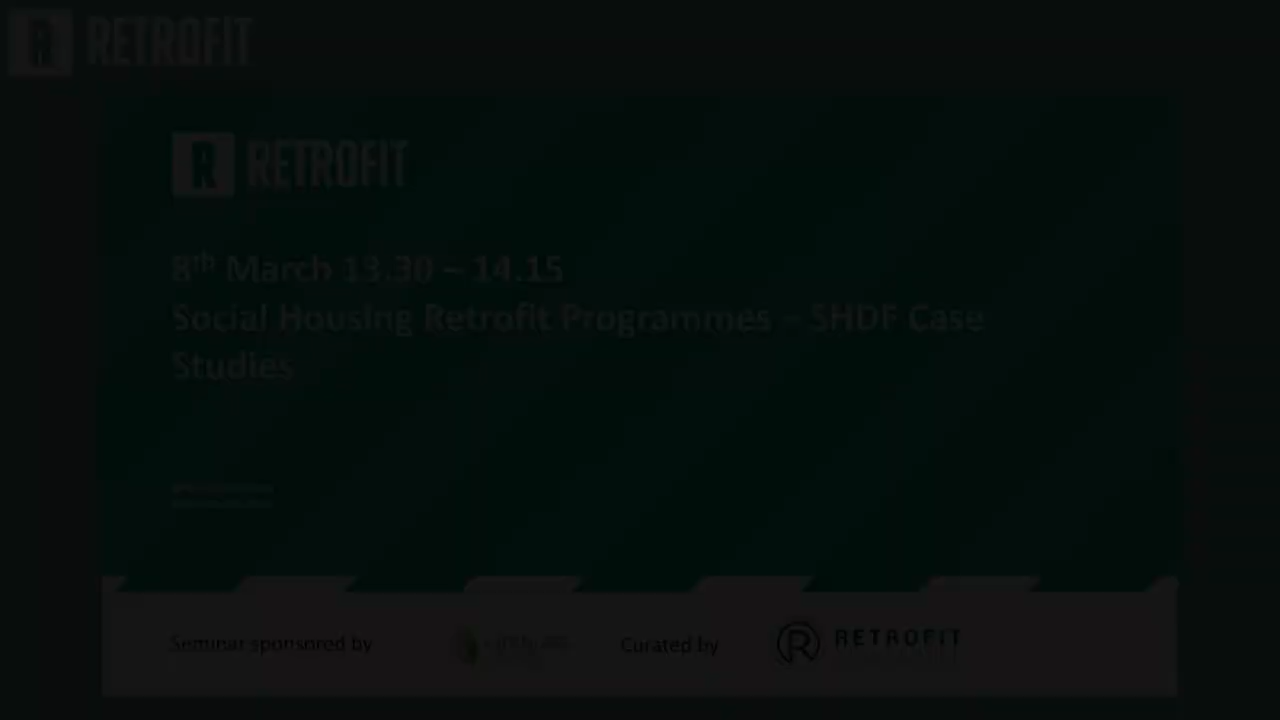 R RETROFIT
R RETROFIT
8th March 13.30 – 14.15
Social Housing Retrofit Programmes – SHDF Case
Studies
Seminar sponsored by
Curated by
R RETROFIT